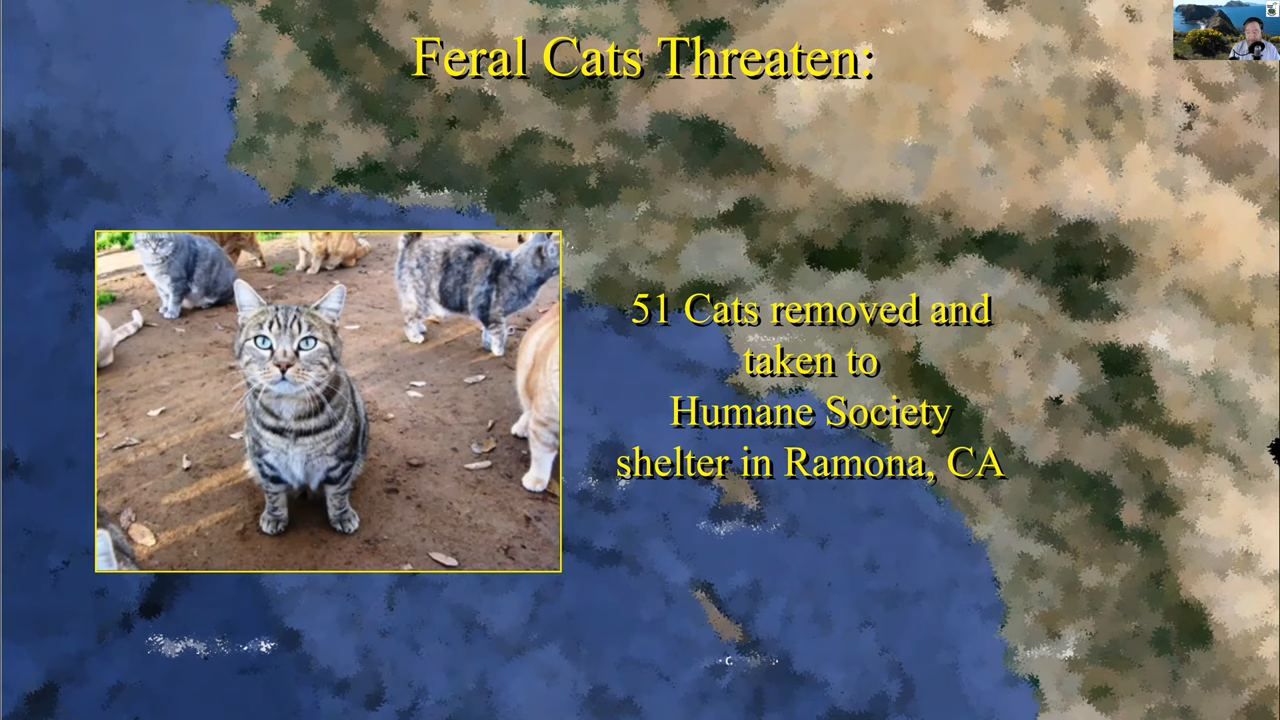 Feral Cats Threaten:
51 Cats removed and
taken to
Humane Society
shelter in Ramona, CA